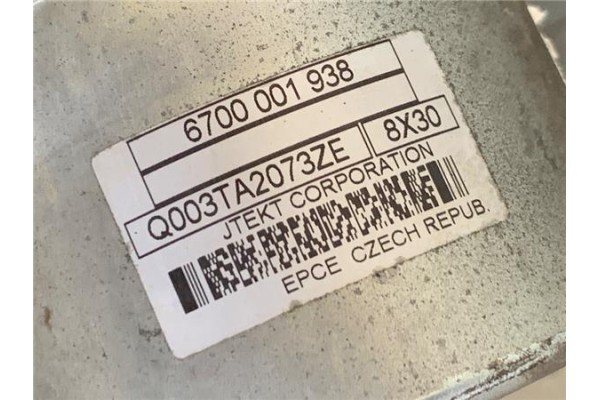 6700 001 938
Q003TA2073ZE 8X30
JTEKT CORPORATION
EPCE CZECH REPUB.